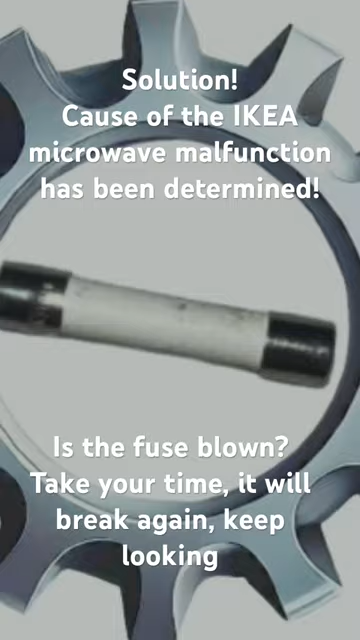 Solution!
Cause of the IKEA
microwave malfunction
has been determined!
Is the fuse blown?
Take your time, it will
break again, keep
looking